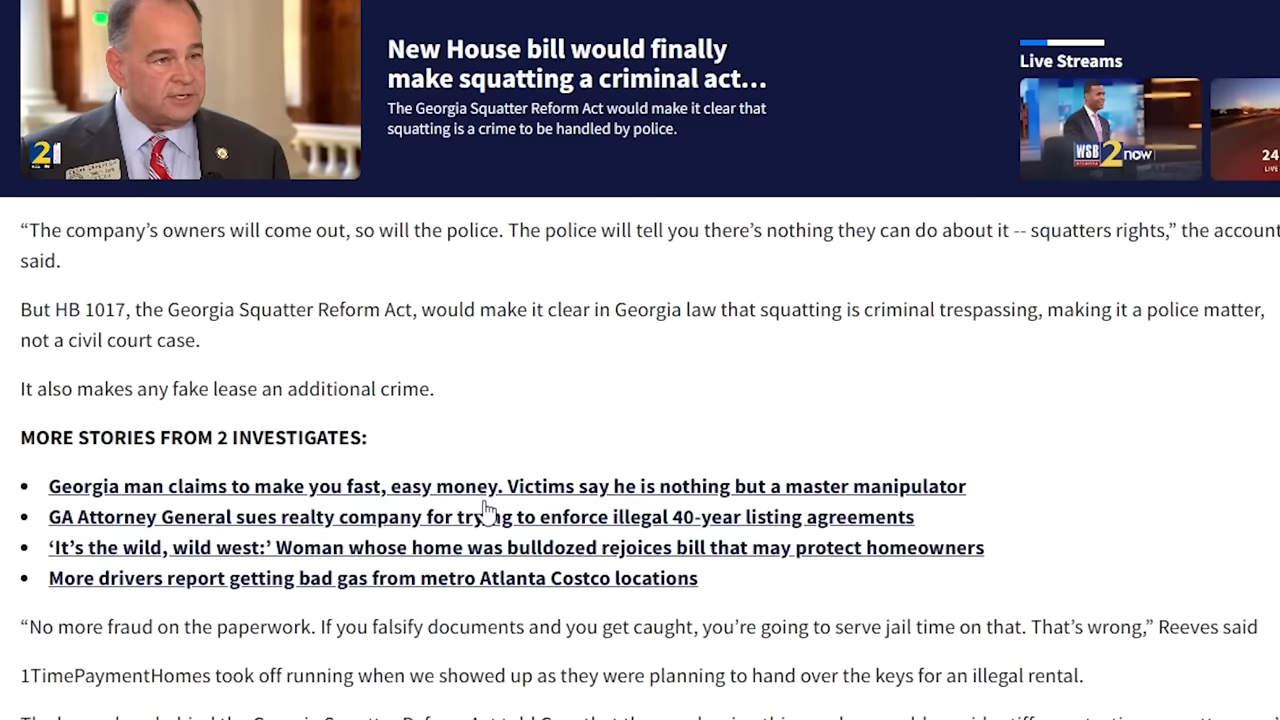 New House bill would finally
make squatting a criminal act...
The Georgia Squatter Reform Act would make it clear that
squatting is a crime to be handled by police.
Live Streams
2
WSB 2 now
24
LIVE
“The company’s owners will come out, so will the police. The police will tell you there’s nothing they can do about it -- squatters rights,” the account
said.
But HB 1017, the Georgia Squatter Reform Act, would make it clear in Georgia law that squatting is criminal trespassing, making it a police matter,
not a civil court case.
It also makes any fake lease an additional crime.
MORE STORIES FROM 2 INVESTIGATES:
• Georgia man claims to make you fast, easy money. Victims say he is nothing but a master manipulator
• GA Attorney General sues realty company for trying to enforce illegal 40-year listing agreements
• ‘It’s the wild, wild west:’ Woman whose home was bulldozed rejoices bill that may protect homeowners
• More drivers report getting bad gas from metro Atlanta Costco locations
“No more fraud on the paperwork. If you falsify documents and you get caught, you’re going to serve jail time on that. That’s wrong,” Reeves said
1TimePaymentHomes took off running when we showed up as they were planning to hand over the keys for an illegal rental.